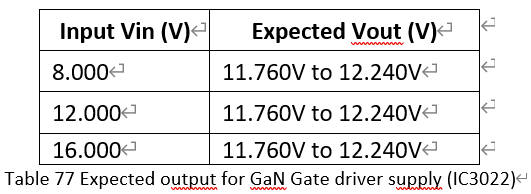 Input Vin (V) Expected Vout (V)
8.000 11.760V to 12.240V
12.000 11.760V to 12.240V
16.000 11.760V to 12.240V
Table 77 Expected output for GaN Gate driver supply (IC3022)